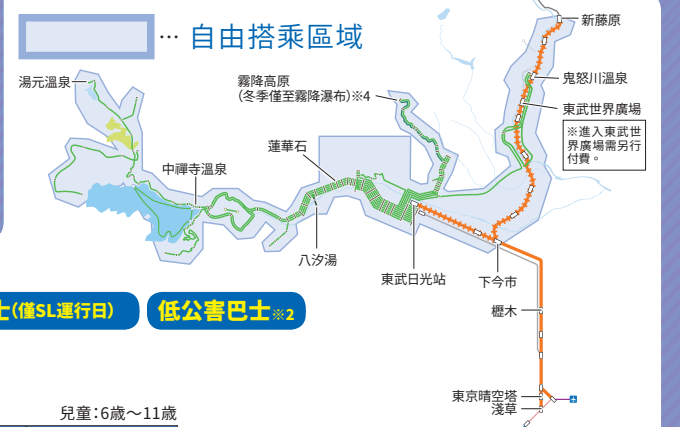 … 自由搭乘區域
新藤原
湯元溫泉
霧降高原
(冬季僅至霧降瀑布)※4
鬼怒川溫泉
東武世界廣場
※進入東武世
界廣場需另行
付費。
蓮華石
中禪寺溫泉
八汐湯
東武日光站
下今市
士(僅SL運行日)
低公害巴士※2
櫪木
東京晴空塔
淺草
兒童:6歲～11歲